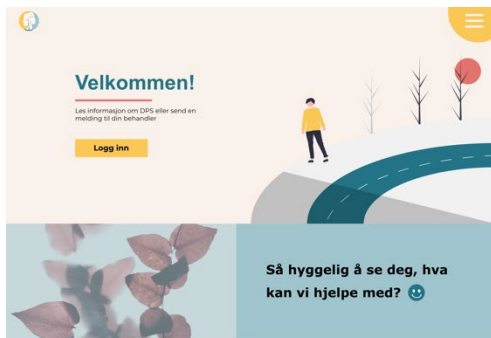 Velkommen!
Les informasjon om DPS eller send en
melding til din behandler
Logg inn
Så hyggelig å se deg, hva
kan vi hjelpe med?